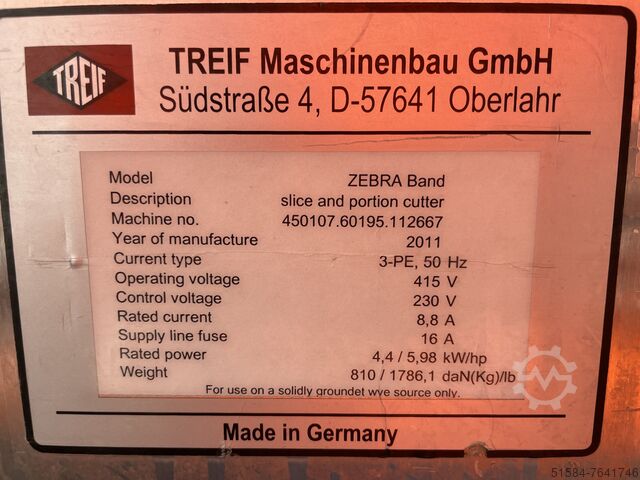 TREIF
TREIF Maschinenbau GmbH
Südstraße 4, D-57641 Oberlahr
Model ZEBRA Band
Description slice and portion cutter
Machine no. 450107.60195.112667
Year of manufacture 2011
Current type 3-PE, 50 Hz
Operating voltage 415 V
Control voltage 230 V
Rated current 8,8 A
Supply line fuse 16 A
Rated power 4,4 / 5,98 kW/hp
Weight 810 / 1786,1 daN(Kg)/lb
For use on a solidly groundet wye source only.
Made in Germany
51584-7641746